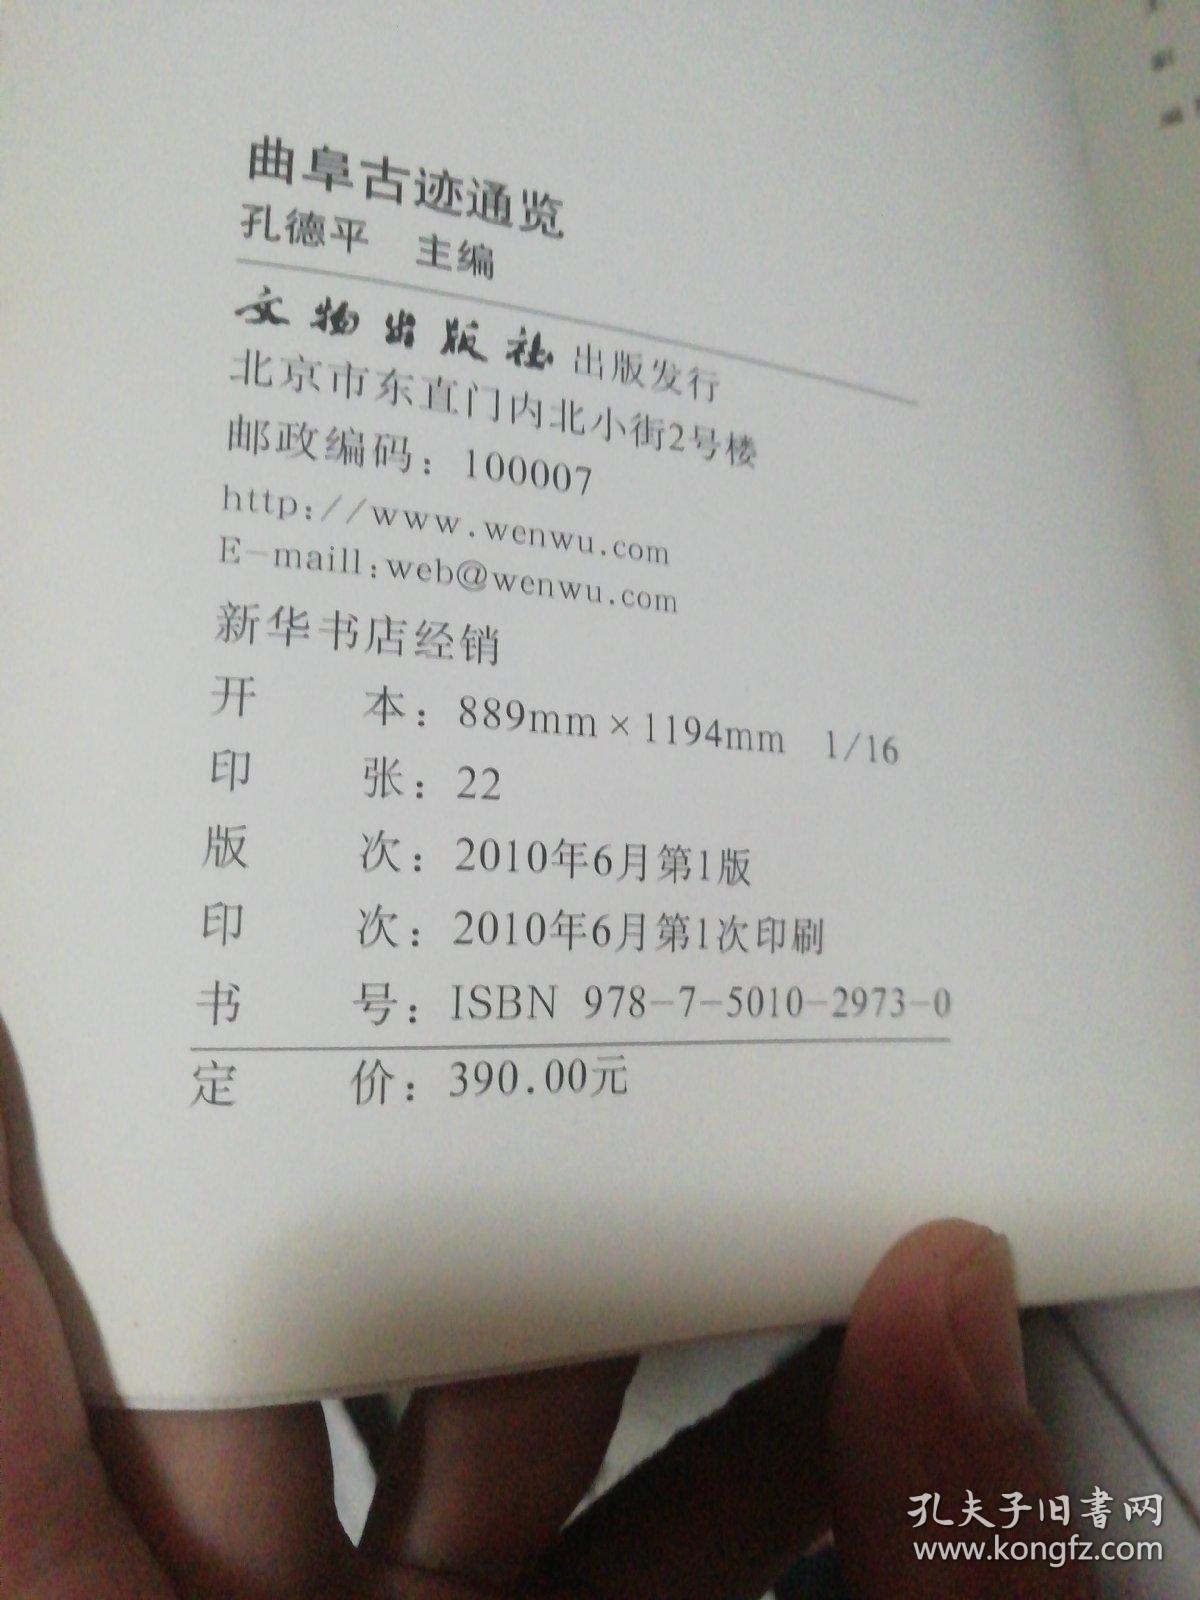 曲阜古迹通览
孔德平 主编
文物出版社 出版发行
北京市东直门内北小街2号楼
邮政编码：100007
http://www.wenwu.com
E-maill:web@wenwu.com
新华书店经销
开 本：889mm×1194mm 1/16
印 张：22
版 次：2010年6月第1版
印 次：2010年6月第1次印刷
书 号：ISBN 978-7-5010-2973-0
定 价：390.00元
孔夫子旧書网
www.kongfz.com